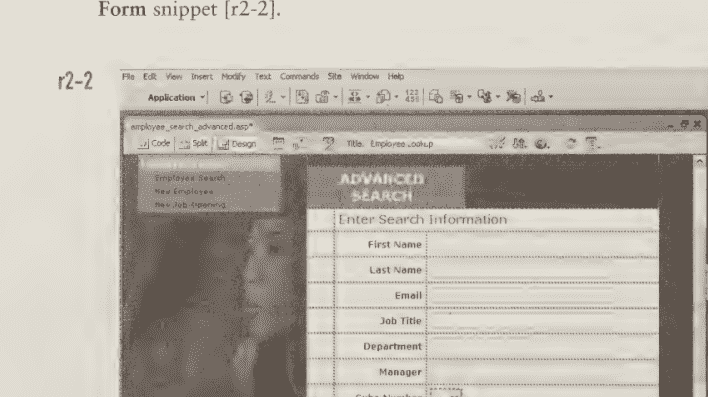 Form snippet [r2-2].
r2-2
File Edit View Insert Modify Text Commands Site Window Help
Application
employee_search_advanced.asp*
Code Split Design Title: Employee Lookup
Employee Search
New Employee
New Job Opening
ADVANCED
SEARCH
Enter Search Information
First Name
Last Name
Email
Job Title
Department
Manager
Cube Number